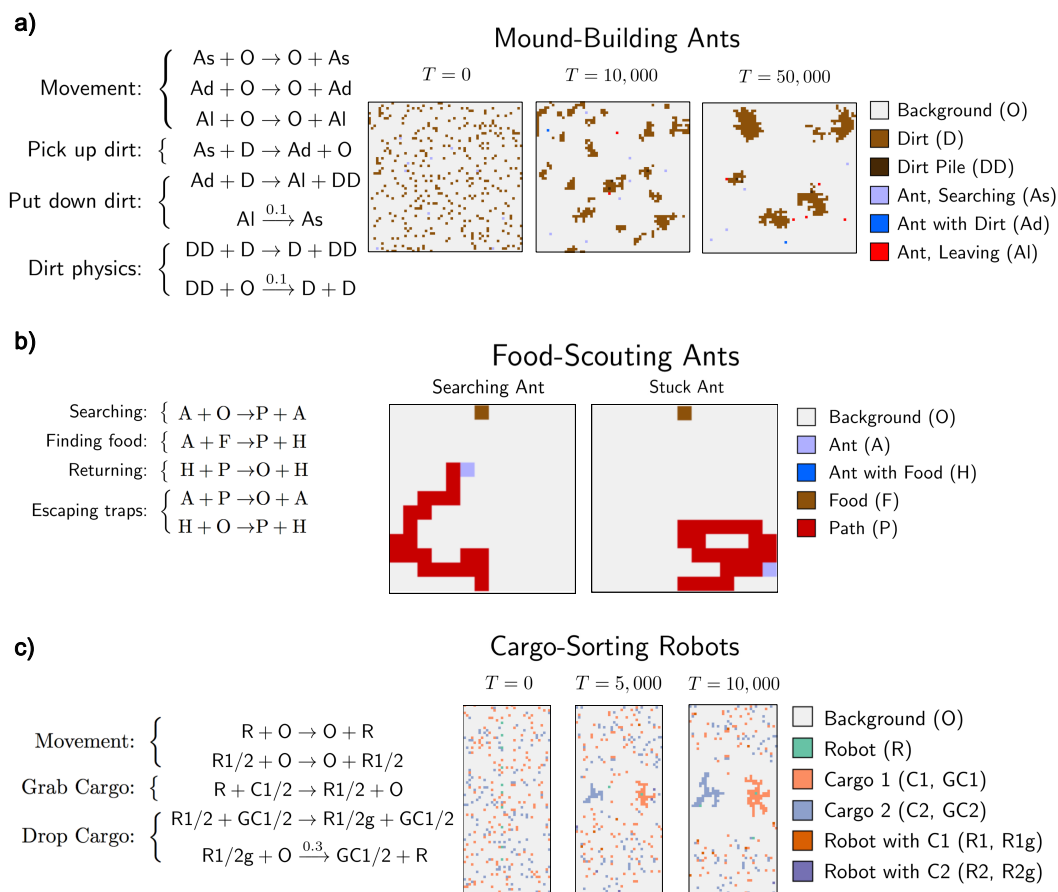 a)
Mound-Building Ants
Movement:
As + O → O + As
Ad + O → O + Ad
Al + O → O + Al
Pick up dirt:
As + D → Ad + O
Put down dirt:
Ad + D → Al + DD
Al 0.1→ As
Dirt physics:
DD + D → D + DD
DD + O 0.1→ D + D
T = 0
T = 10,000
T = 50,000
Background (O)
Dirt (D)
Dirt Pile (DD)
Ant, Searching (As)
Ant with Dirt (Ad)
Ant, Leaving (Al)
b)
Food-Scouting Ants
Searching: { A + O →P + A
Finding food: { A + F →P + H
Returning: { H + P →O + H
Escaping traps:
A + P →O + A
H + O →P + H
Searching Ant
Stuck Ant
Background (O)
Ant (A)
Ant with Food (H)
Food (F)
Path (P)
c)
Cargo-Sorting Robots
Movement:
R + O → O + R
R1/2 + O → O + R1/2
Grab Cargo: { R + C1/2 → R1/2 + O
Drop Cargo:
R1/2 + GC1/2 → R1/2g + GC1/2
R1/2g + O 0.3→ GC1/2 + R
T = 0
T = 5,000
T = 10,000
Background (O)
Robot (R)
Cargo 1 (C1, GC1)
Cargo 2 (C2, GC2)
Robot with C1 (R1, R1g)
Robot with C2 (R2, R2g)